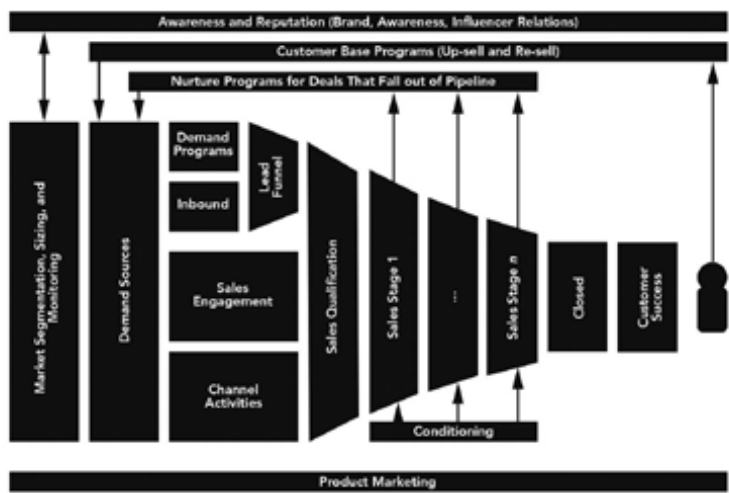 Awareness and Reputation (Brand, Awareness, Influencer Relations)
Customer Base Programs (Up-sell and Re-sell)
Nurture Programs for Deals That Fall out of Pipeline
Market Segmentation, Sizing, and
Monitoring
Demand Sources
Demand
Programs
Inbound
Lead
Funnel
Sales
Engagement
Channel
Activities
Sales Qualification
Sales Stage 1
...
Sales Stage n
Closed
Customer
Success
Conditioning
Product Marketing